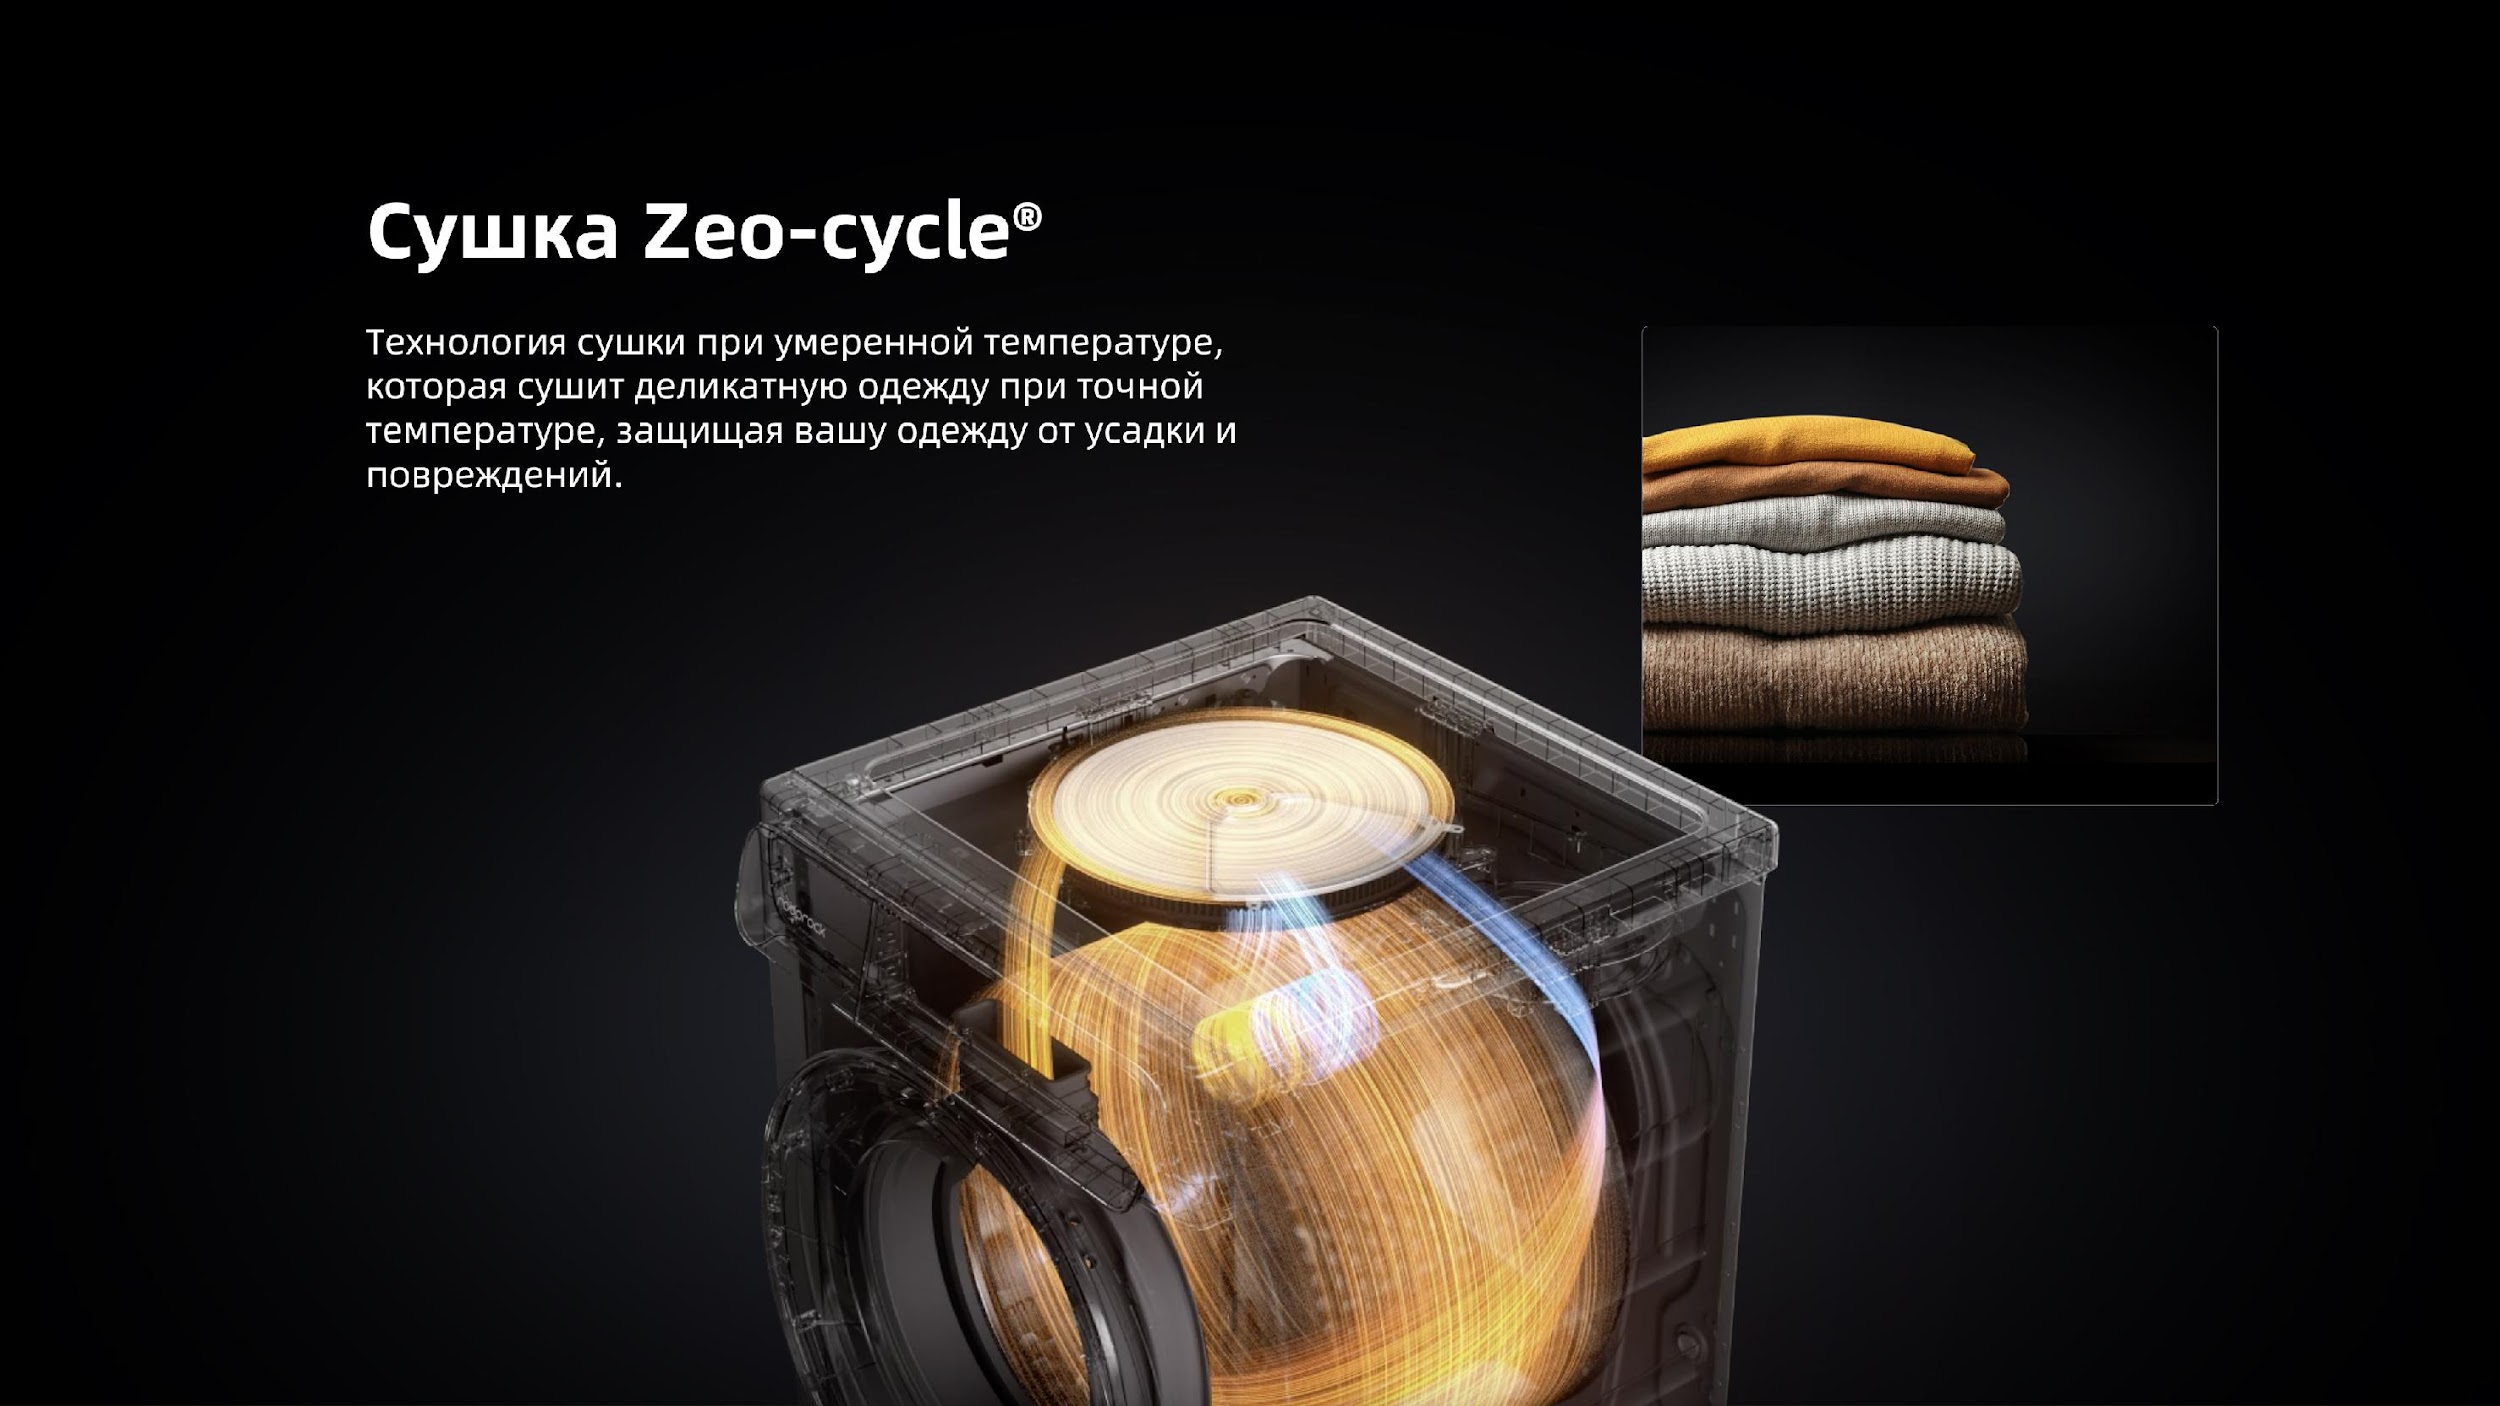 Сушка Zeo-cycle®
Технология сушки при умеренной температуре,
которая сушит деликатную одежду при точной
температуре, защищая вашу одежду от усадки и
повреждений.
roborock